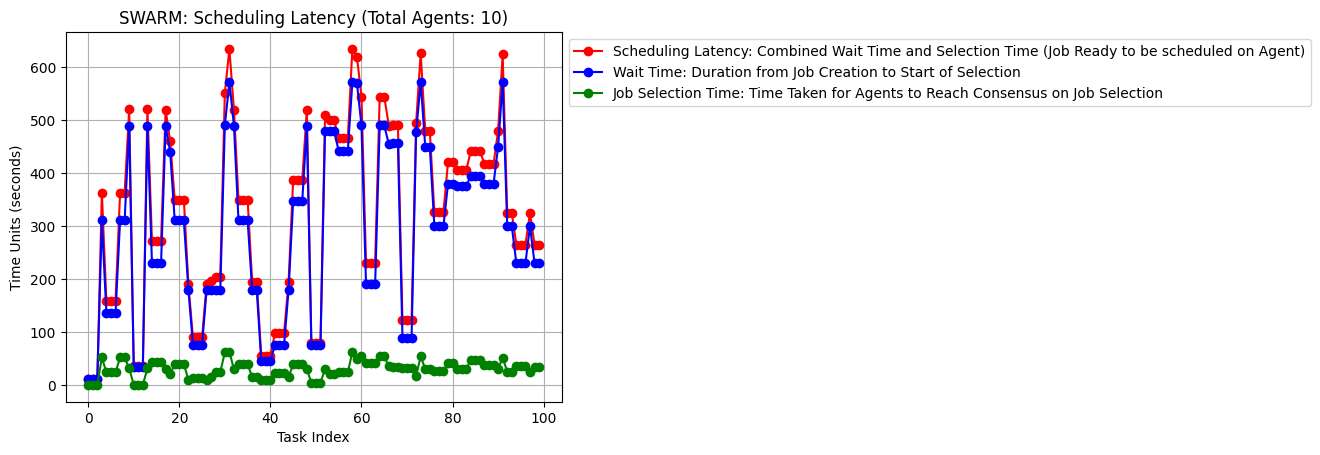 SWARM: Scheduling Latency (Total Agents: 10)
Scheduling Latency: Combined Wait Time and Selection Time (Job Ready to be scheduled on Agent)
Wait Time: Duration from Job Creation to Start of Selection
Job Selection Time: Time Taken for Agents to Reach Consensus on Job Selection
Time Units (seconds)
600
500
400
300
200
100
0
0 20 40 60 80 100
Task Index